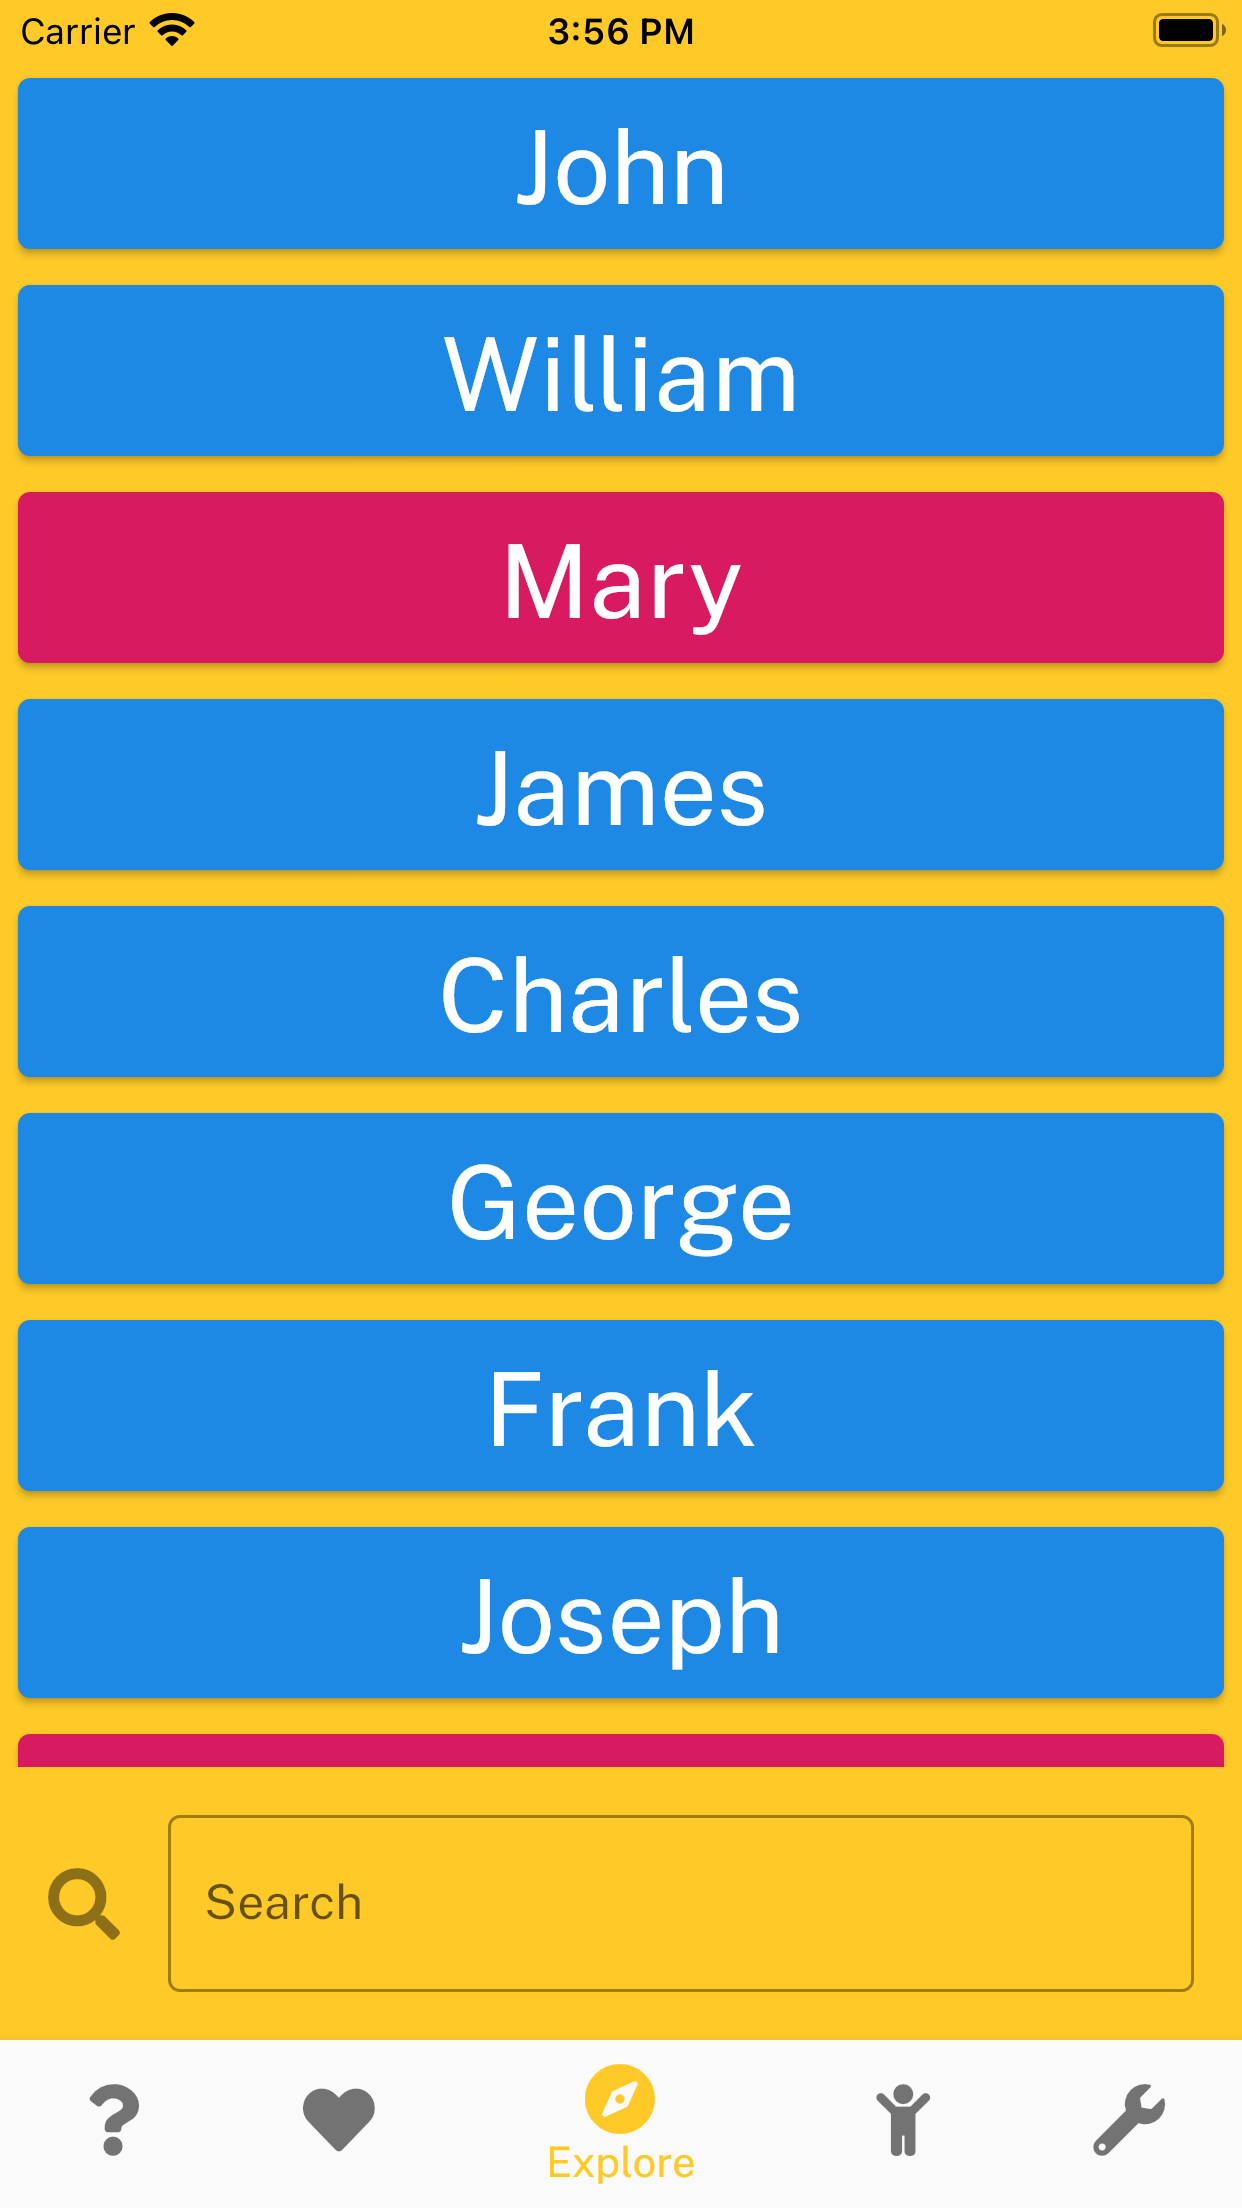 Carrier 3:56 PM
John
William
Mary
James
Charles
George
Frank
Joseph
Search
Explore